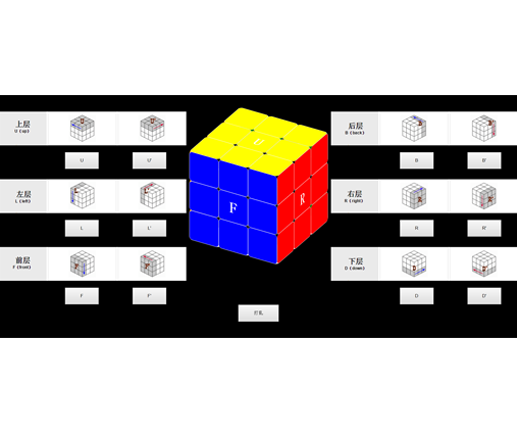 上层
U (up)
U
U'
左层
L (left)
L
L'
前层
F (front)
F
F'
U
F
R
打乱
后层
B (back)
B
B'
右层
R (right)
R
R'
下层
D (down)
D
D'